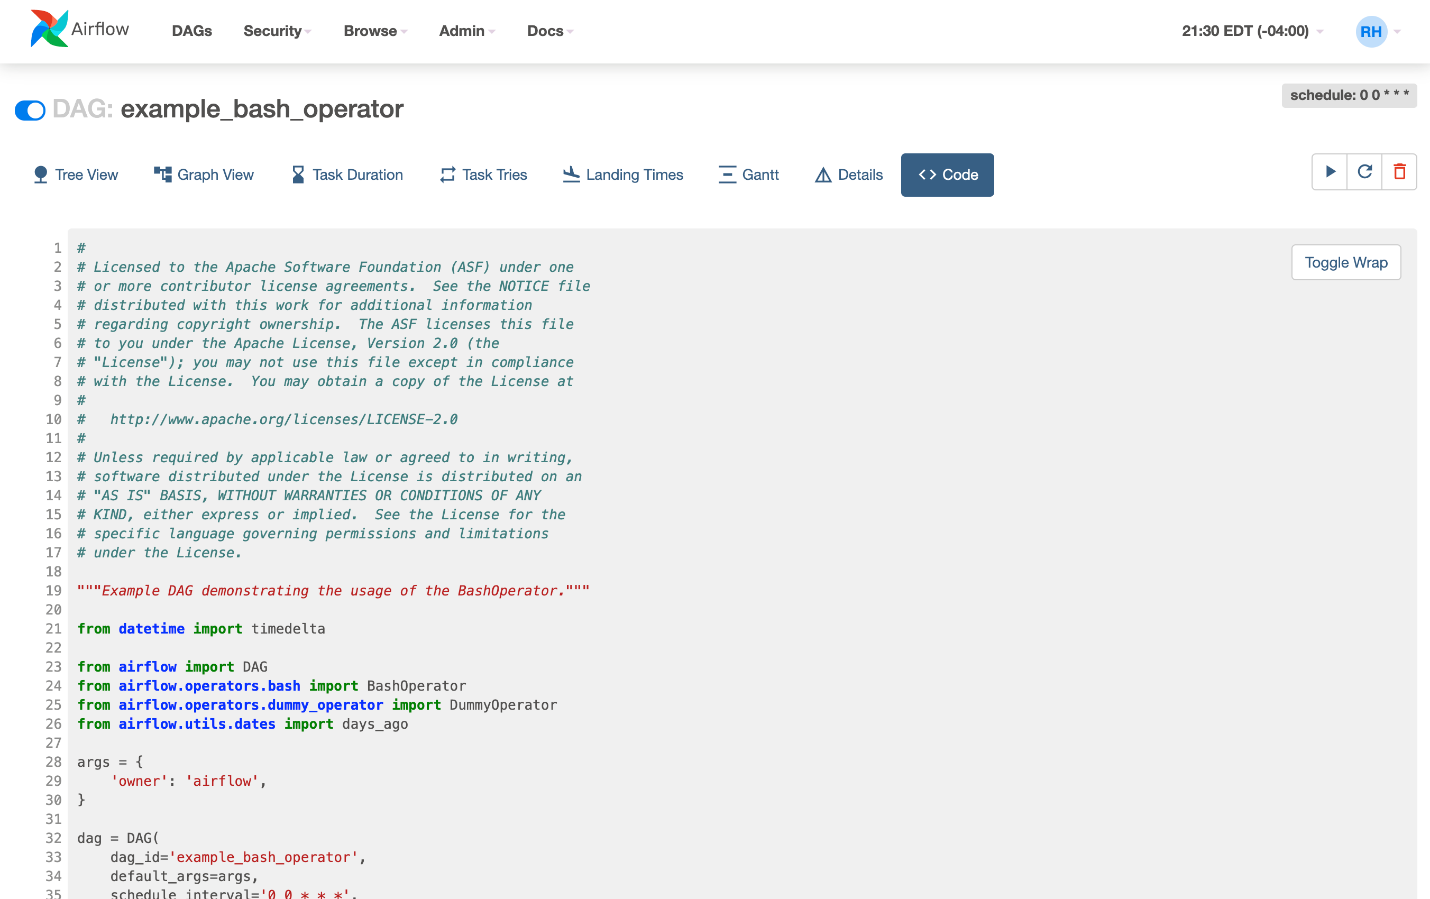 Airflow DAGs Security Browse Admin Docs 21:30 EDT (-04:00) RH
DAG: example_bash_operator schedule: 0 0 * * *
Tree View Graph View Task Duration Task Tries Landing Times Gantt Details <> Code
Toggle Wrap
1 #
2 # Licensed to the Apache Software Foundation (ASF) under one
3 # or more contributor license agreements.  See the NOTICE file
4 # distributed with this work for additional information
5 # regarding copyright ownership.  The ASF licenses this file
6 # to you under the Apache License, Version 2.0 (the
7 # "License"); you may not use this file except in compliance
8 # with the License.  You may obtain a copy of the License at
9 #
10 #   http://www.apache.org/licenses/LICENSE-2.0
11 #
12 # Unless required by applicable law or agreed to in writing,
13 # software distributed under the License is distributed on an
14 # "AS IS" BASIS, WITHOUT WARRANTIES OR CONDITIONS OF ANY
15 # KIND, either express or implied.  See the License for the
16 # specific language governing permissions and limitations
17 # under the License.
18
19 """Example DAG demonstrating the usage of the BashOperator."""
20
21 from datetime import timedelta
22
23 from airflow import DAG
24 from airflow.operators.bash import BashOperator
25 from airflow.operators.dummy_operator import DummyOperator
26 from airflow.utils.dates import days_ago
27
28 args = {
29     'owner': 'airflow',
30 }
31
32 dag = DAG(
33     dag_id='example_bash_operator',
34     default_args=args,
35     schedule_interval='0 0 * * *',